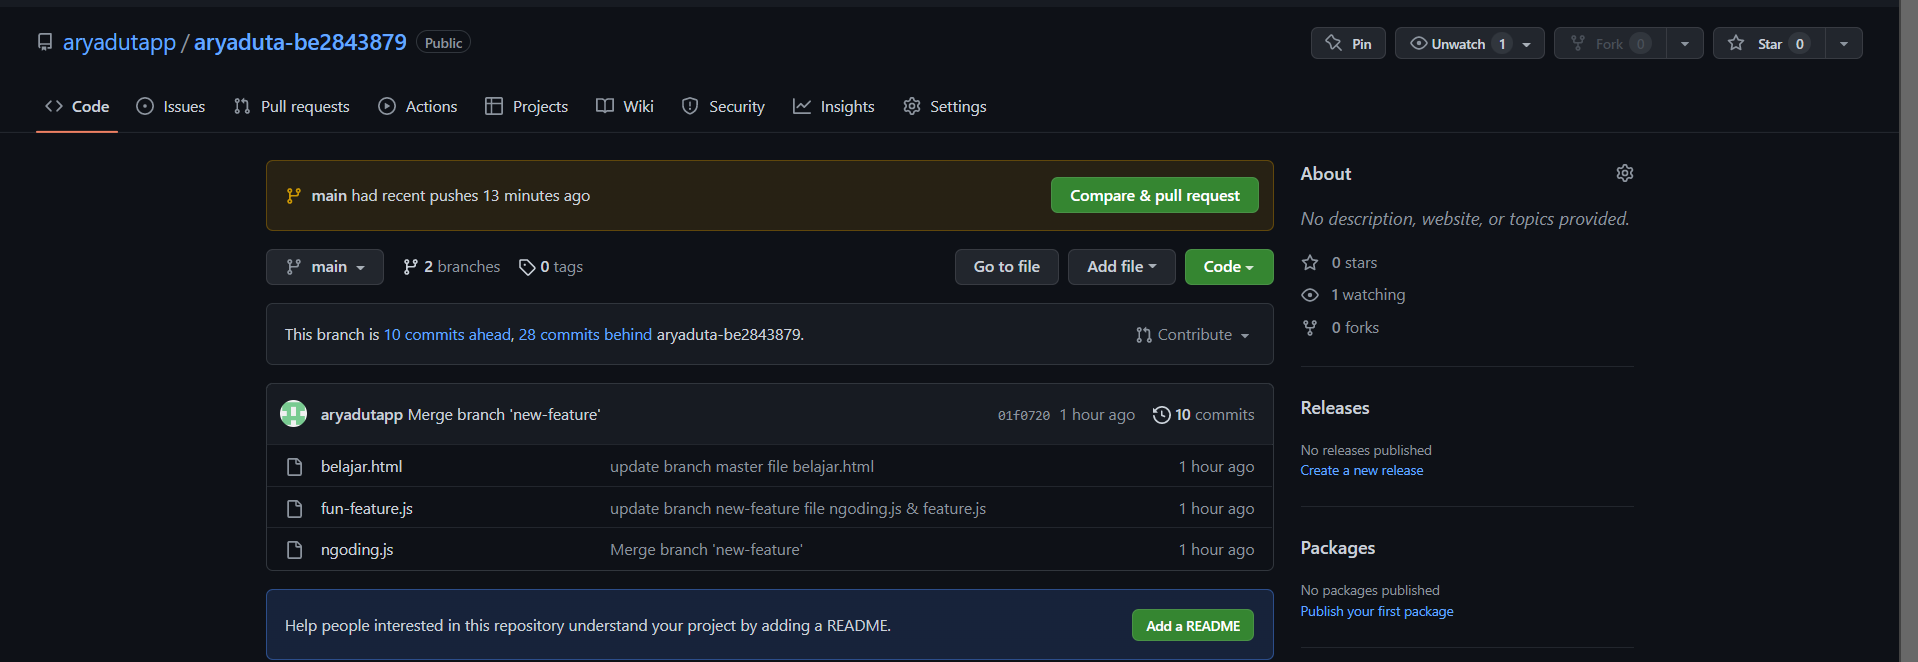 aryadutapp / aryaduta-be2843879 Public
Pin Unwatch 1 Fork 0 Star 0
Code Issues Pull requests Actions Projects Wiki Security Insights Settings
main had recent pushes 13 minutes ago Compare & pull request
main 2 branches 0 tags Go to file Add file Code
This branch is 10 commits ahead, 28 commits behind aryaduta-be2843879. Contribute
aryadutapp Merge branch 'new-feature' 01f0720 1 hour ago 10 commits
belajar.html update branch master file belajar.html 1 hour ago
fun-feature.js update branch new-feature file ngoding.js & feature.js 1 hour ago
ngoding.js Merge branch 'new-feature' 1 hour ago
Help people interested in this repository understand your project by adding a README. Add a README
About
No description, website, or topics provided.
0 stars
1 watching
0 forks
Releases
No releases published
Create a new release
Packages
No packages published
Publish your first package